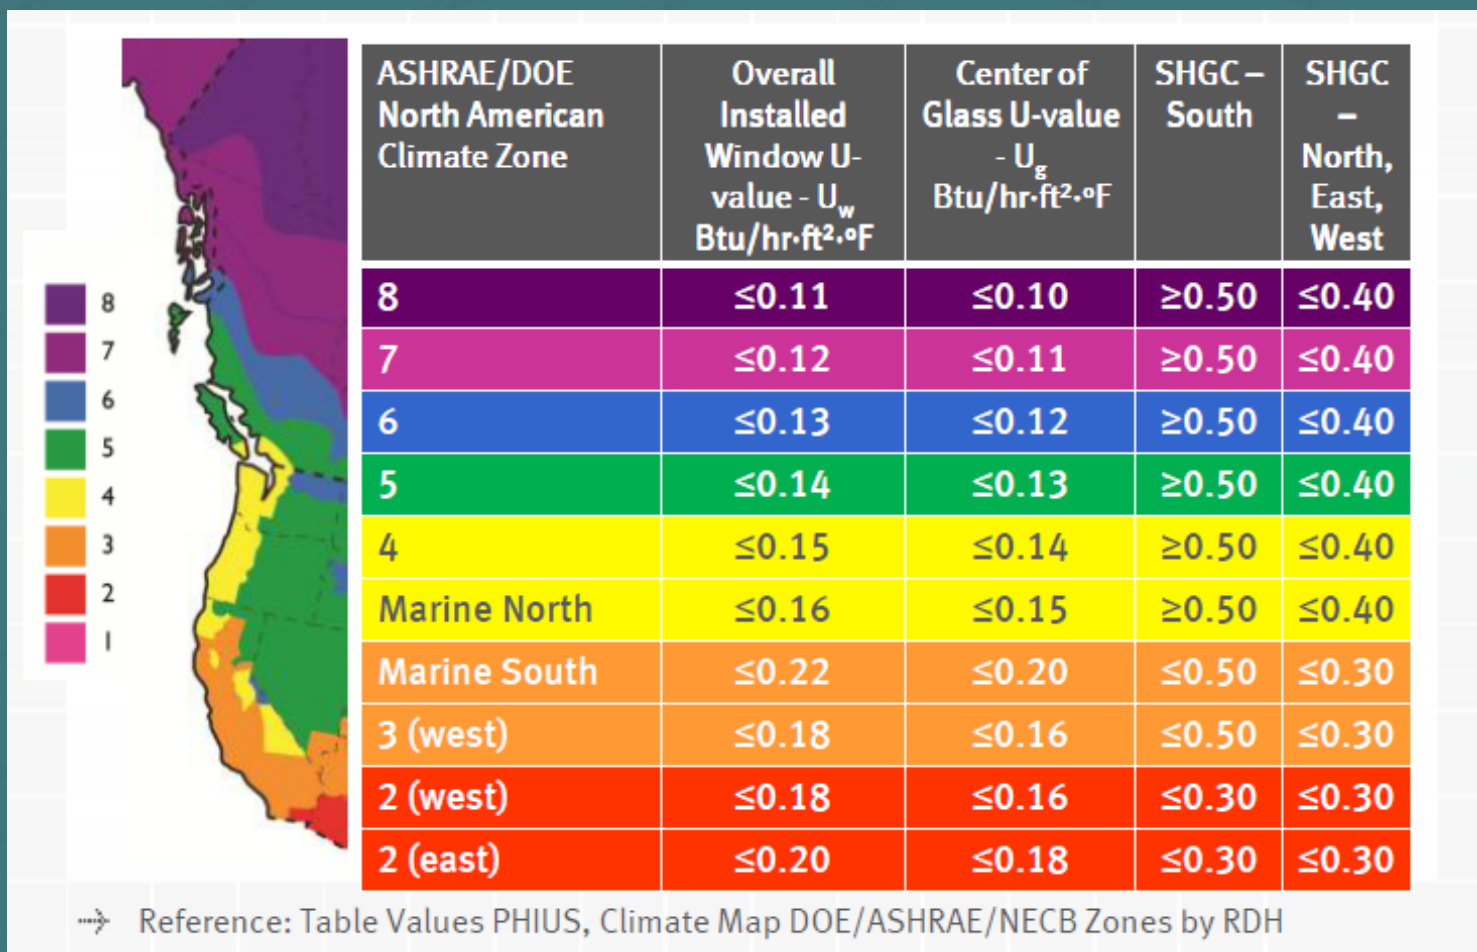 ASHRAE/DOE
North American
Climate Zone
Overall
Installed
Window U-
value - Uw
Btu/hr·ft²·ºF
Center of
Glass U-value
- Ug
Btu/hr·ft²·ºF
SHGC –
South
SHGC
–
North,
East,
West
8 ≤0.11 ≤0.10 ≥0.50 ≤0.40
7 ≤0.12 ≤0.11 ≥0.50 ≤0.40
6 ≤0.13 ≤0.12 ≥0.50 ≤0.40
5 ≤0.14 ≤0.13 ≥0.50 ≤0.40
4 ≤0.15 ≤0.14 ≥0.50 ≤0.40
Marine North ≤0.16 ≤0.15 ≥0.50 ≤0.40
Marine South ≤0.22 ≤0.20 ≤0.50 ≤0.30
3 (west) ≤0.18 ≤0.16 ≤0.50 ≤0.30
2 (west) ≤0.18 ≤0.16 ≤0.30 ≤0.30
2 (east) ≤0.20 ≤0.18 ≤0.30 ≤0.30
8
7
6
5
4
3
2
1
Reference: Table Values PHIUS, Climate Map DOE/ASHRAE/NECB Zones by RDH